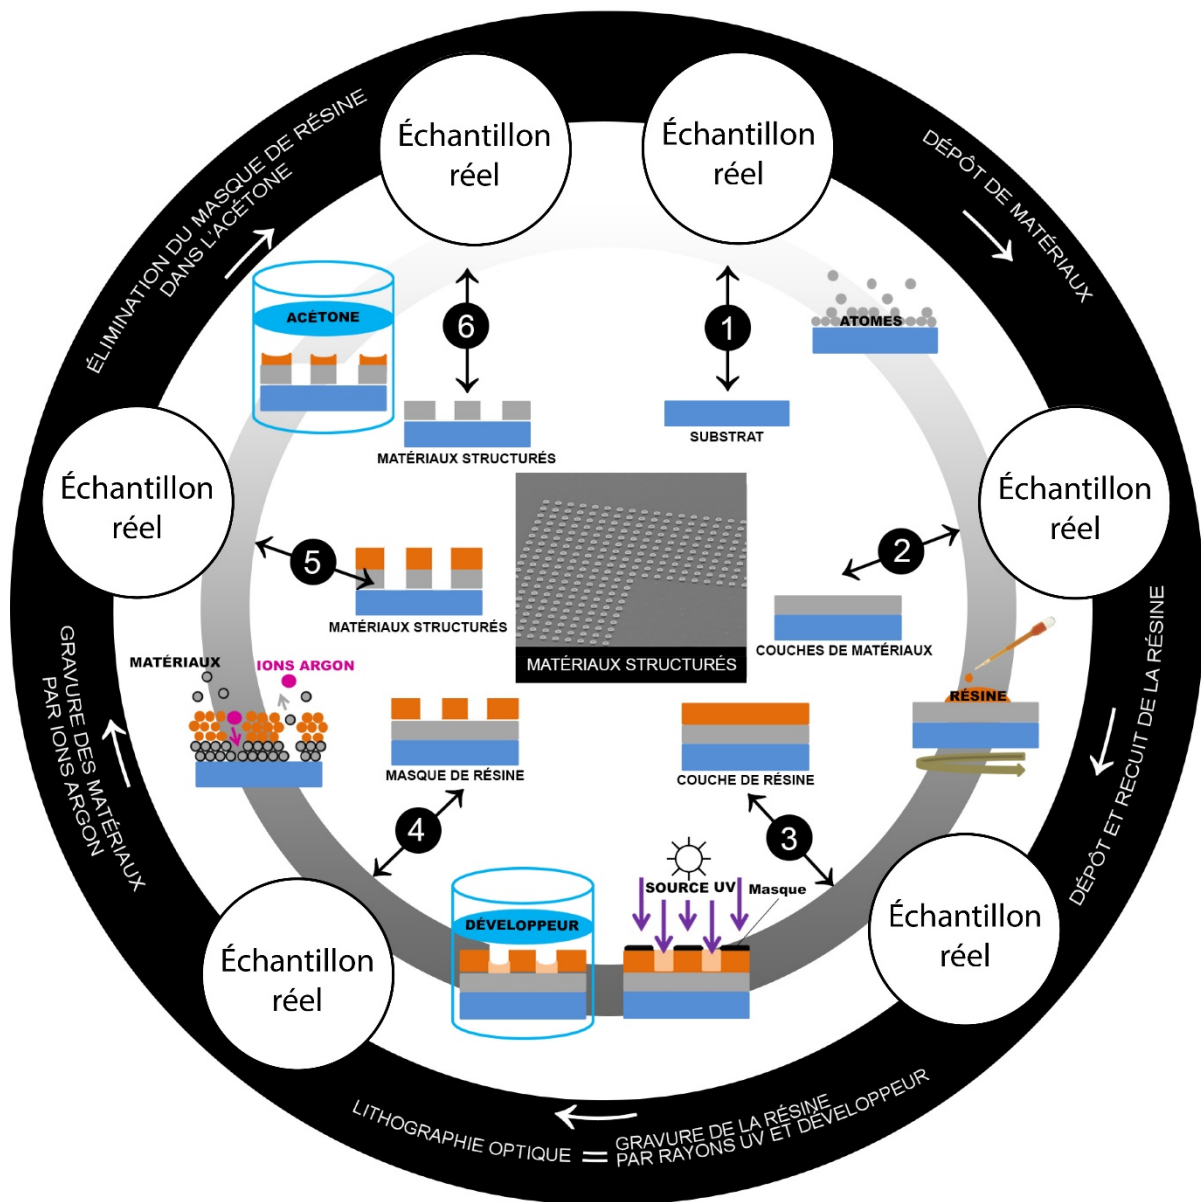 Échantillon
réel
DÉPÔT DE MATÉRIAUX
1
SUBSTRAT
ATOMES
Échantillon
réel
2
COUCHES DE MATÉRIAUX
DÉPÔT ET RECUIT DE LA RÉSINE
RÉSINE
Échantillon
réel
3
COUCHE DE RÉSINE
SOURCE UV
Masque
DÉVELOPPEUR
LITHOGRAPHIE OPTIQUE = GRAVURE DE LA RÉSINE
PAR RAYONS UV ET DÉVELOPPEUR
Échantillon
réel
4
MASQUE DE RÉSINE
GRAVURE DES MATÉRIAUX
PAR IONS ARGON
MATÉRIAUX
IONS ARGON
Échantillon
réel
5
MATÉRIAUX STRUCTURÉS
ÉLIMINATION DU MASQUE DE RÉSINE
DANS L'ACÉTONE
ACÉTONE
Échantillon
réel
6
MATÉRIAUX STRUCTURÉS
MATÉRIAUX STRUCTURÉS